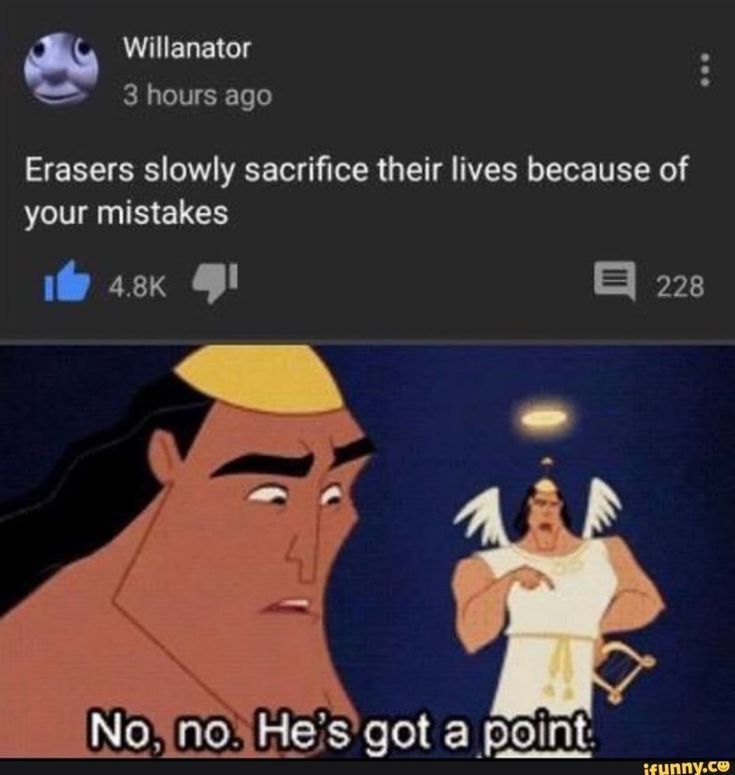 Willanator
3 hours ago
Erasers slowly sacrifice their lives because of
your mistakes
4.8K
228
No, no. He's got a point.
ifunny.co